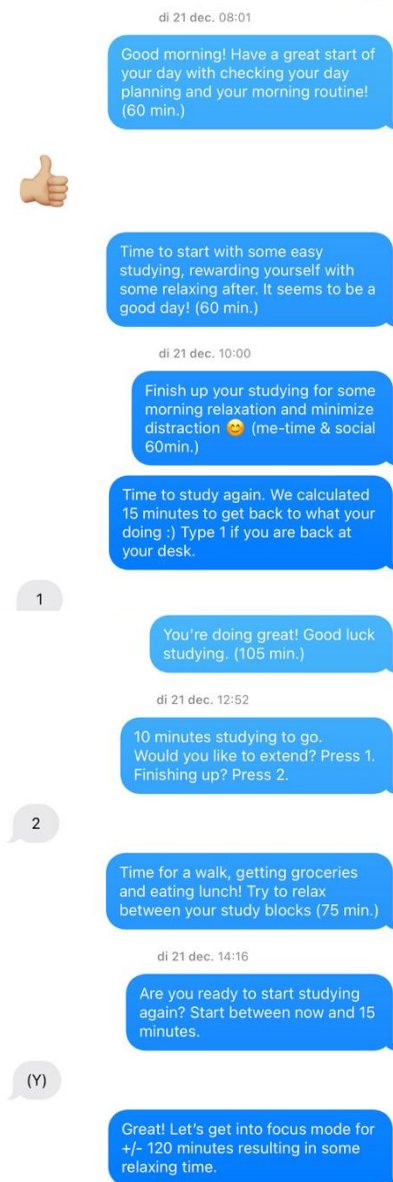 di 21 dec. 08:01
Good morning! Have a great start of
your day with checking your day
planning and your morning routine!
(60 min.)
👍🏼
Time to start with some easy
studying, rewarding yourself with
some relaxing after. It seems to be a
good day! (60 min.)
di 21 dec. 10:00
Finish up your studying for some
morning relaxation and minimize
distraction 😊 (me-time & social
60min.)
Time to study again. We calculated
15 minutes to get back to what your
doing :) Type 1 if you are back at
your desk.
1
You're doing great! Good luck
studying. (105 min.)
di 21 dec. 12:52
10 minutes studying to go.
Would you like to extend? Press 1.
Finishing up? Press 2.
2
Time for a walk, getting groceries
and eating lunch! Try to relax
between your study blocks (75 min.)
di 21 dec. 14:16
Are you ready to start studying
again? Start between now and 15
minutes.
(Y)
Great! Let's get into focus mode for
+/- 120 minutes resulting in some
relaxing time.